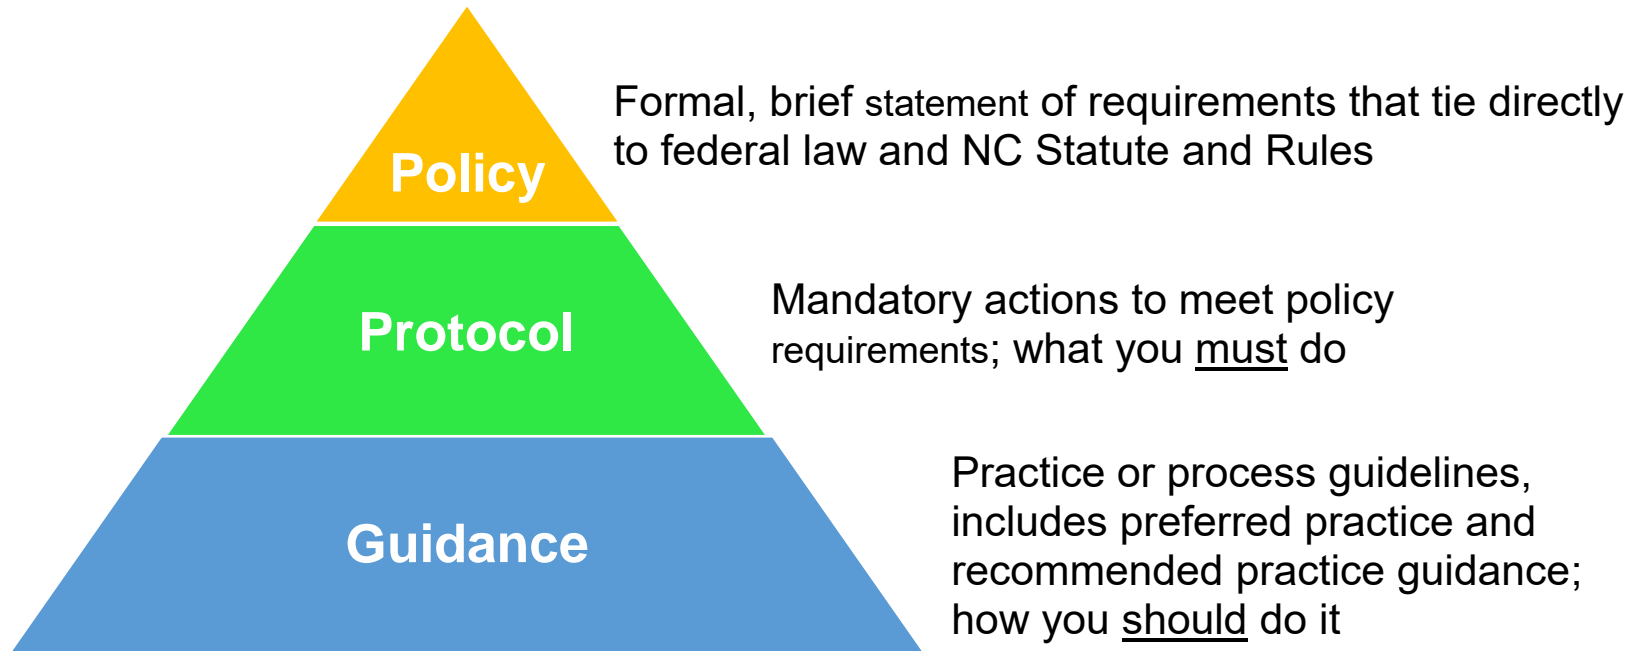 Policy
Formal, brief statement of requirements that tie directly
to federal law and NC Statute and Rules
Protocol
Mandatory actions to meet policy
requirements; what you must do
Guidance
Practice or process guidelines,
includes preferred practice and
recommended practice guidance;
how you should do it